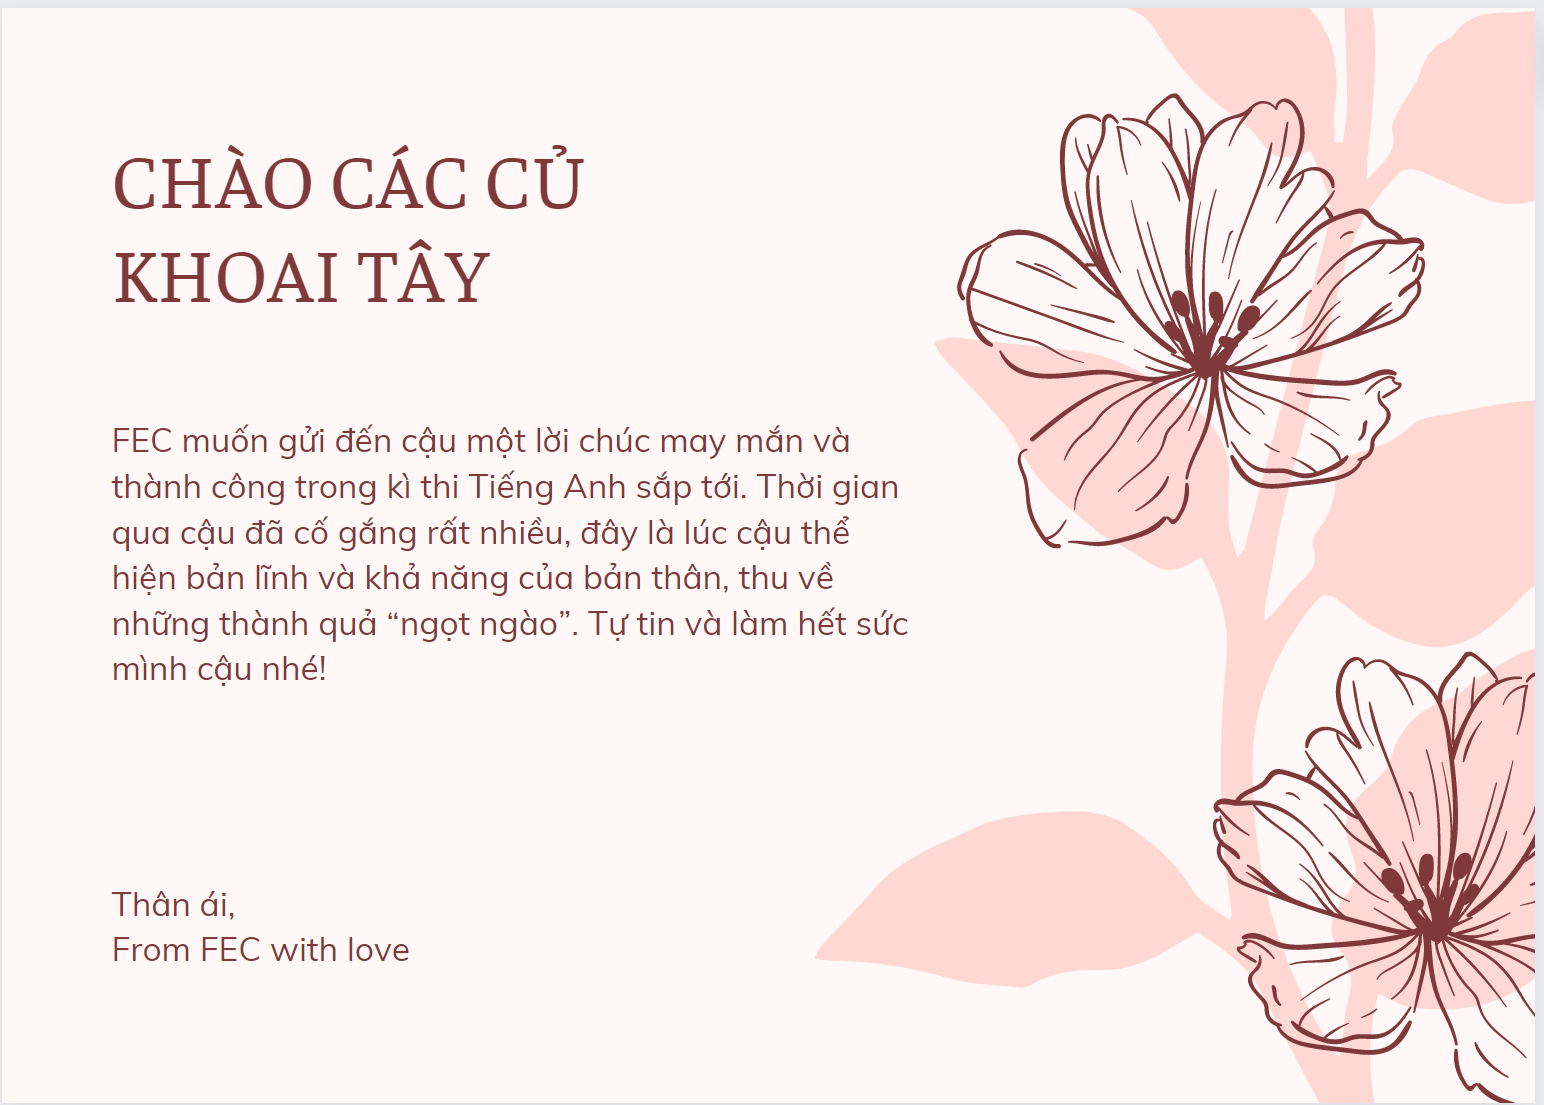 CHÀO CÁC CỦ
KHOAI TÂY
FEC muốn gửi đến cậu một lời chúc may mắn và
thành công trong kì thi Tiếng Anh sắp tới. Thời gian
qua cậu đã cố gắng rất nhiều, đây là lúc cậu thể
hiện bản lĩnh và khả năng của bản thân, thu về
những thành quả “ngọt ngào”. Tự tin và làm hết sức
mình cậu nhé!
Thân ái,
From FEC with love